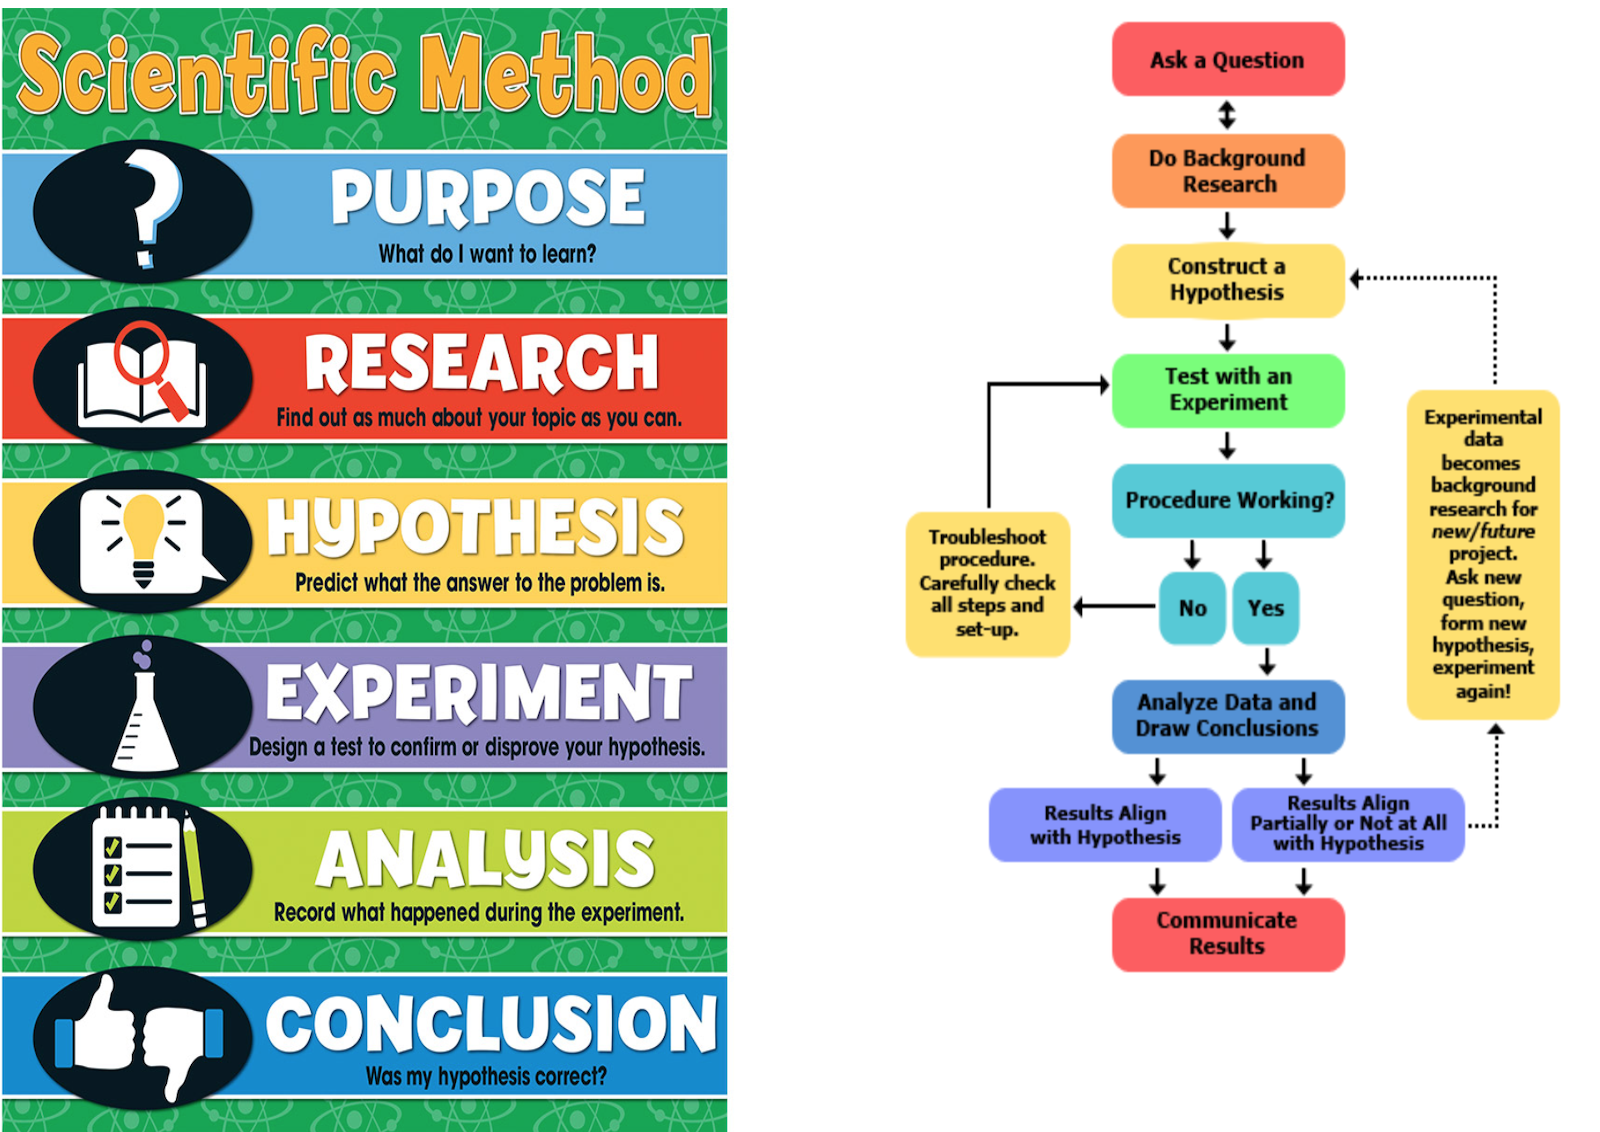 Scientific Method
PURPOSE
What do I want to learn?
RESEARCH
Find out as much about your topic as you can.
HYPOTHESIS
Predict what the answer to the problem is.
EXPERIMENT
Design a test to confirm or disprove your hypothesis.
ANALYSIS
Record what happened during the experiment.
CONCLUSION
Was my hypothesis correct?
Ask a Question
Do Background
Research
Construct a
Hypothesis
Test with an
Experiment
Procedure Working?
No
Yes
Troubleshoot
procedure.
Carefully check
all steps and
set-up.
Analyze Data and
Draw Conclusions
Results Align
with Hypothesis
Results Align
Partially or Not at All
with Hypothesis
Experimental
data
becomes
background
research for
new/future
project.
Ask new
question,
form new
hypothesis,
experiment
again!
Communicate
Results